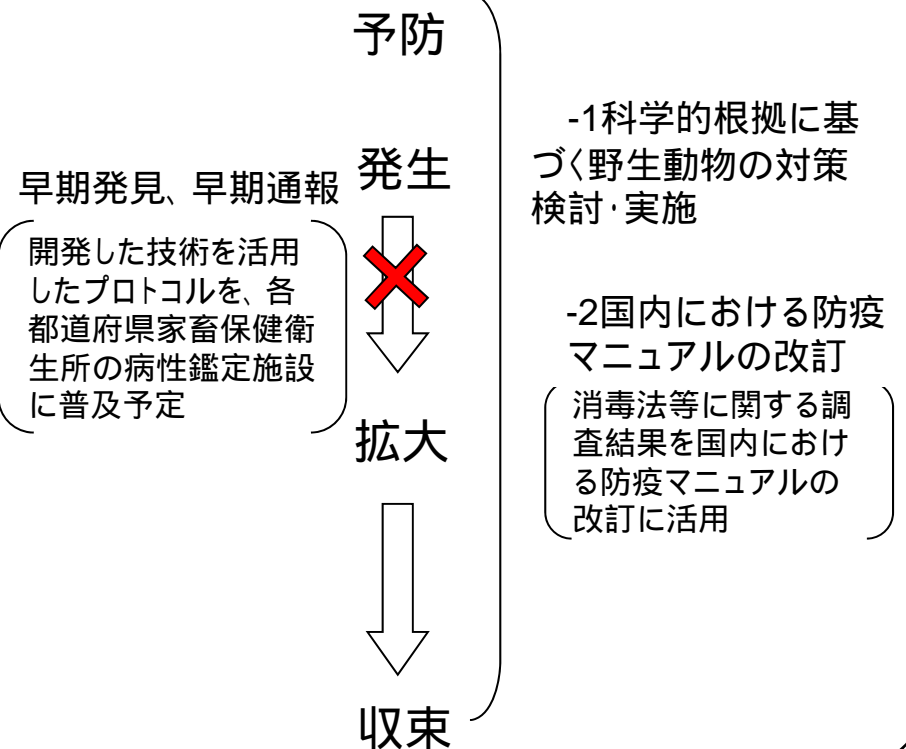 予防
発生
早期発見、早期通報
開発した技術を活用
したプロトコルを、各
都道府県家畜保健衛
生所の病性鑑定施設
に普及予定
拡大
収束
-1科学的根拠に基
づく野生動物の対策
検討・実施
-2国内における防疫
マニュアルの改訂
消毒法等に関する調
査結果を国内におけ
る防疫マニュアルの
改訂に活用